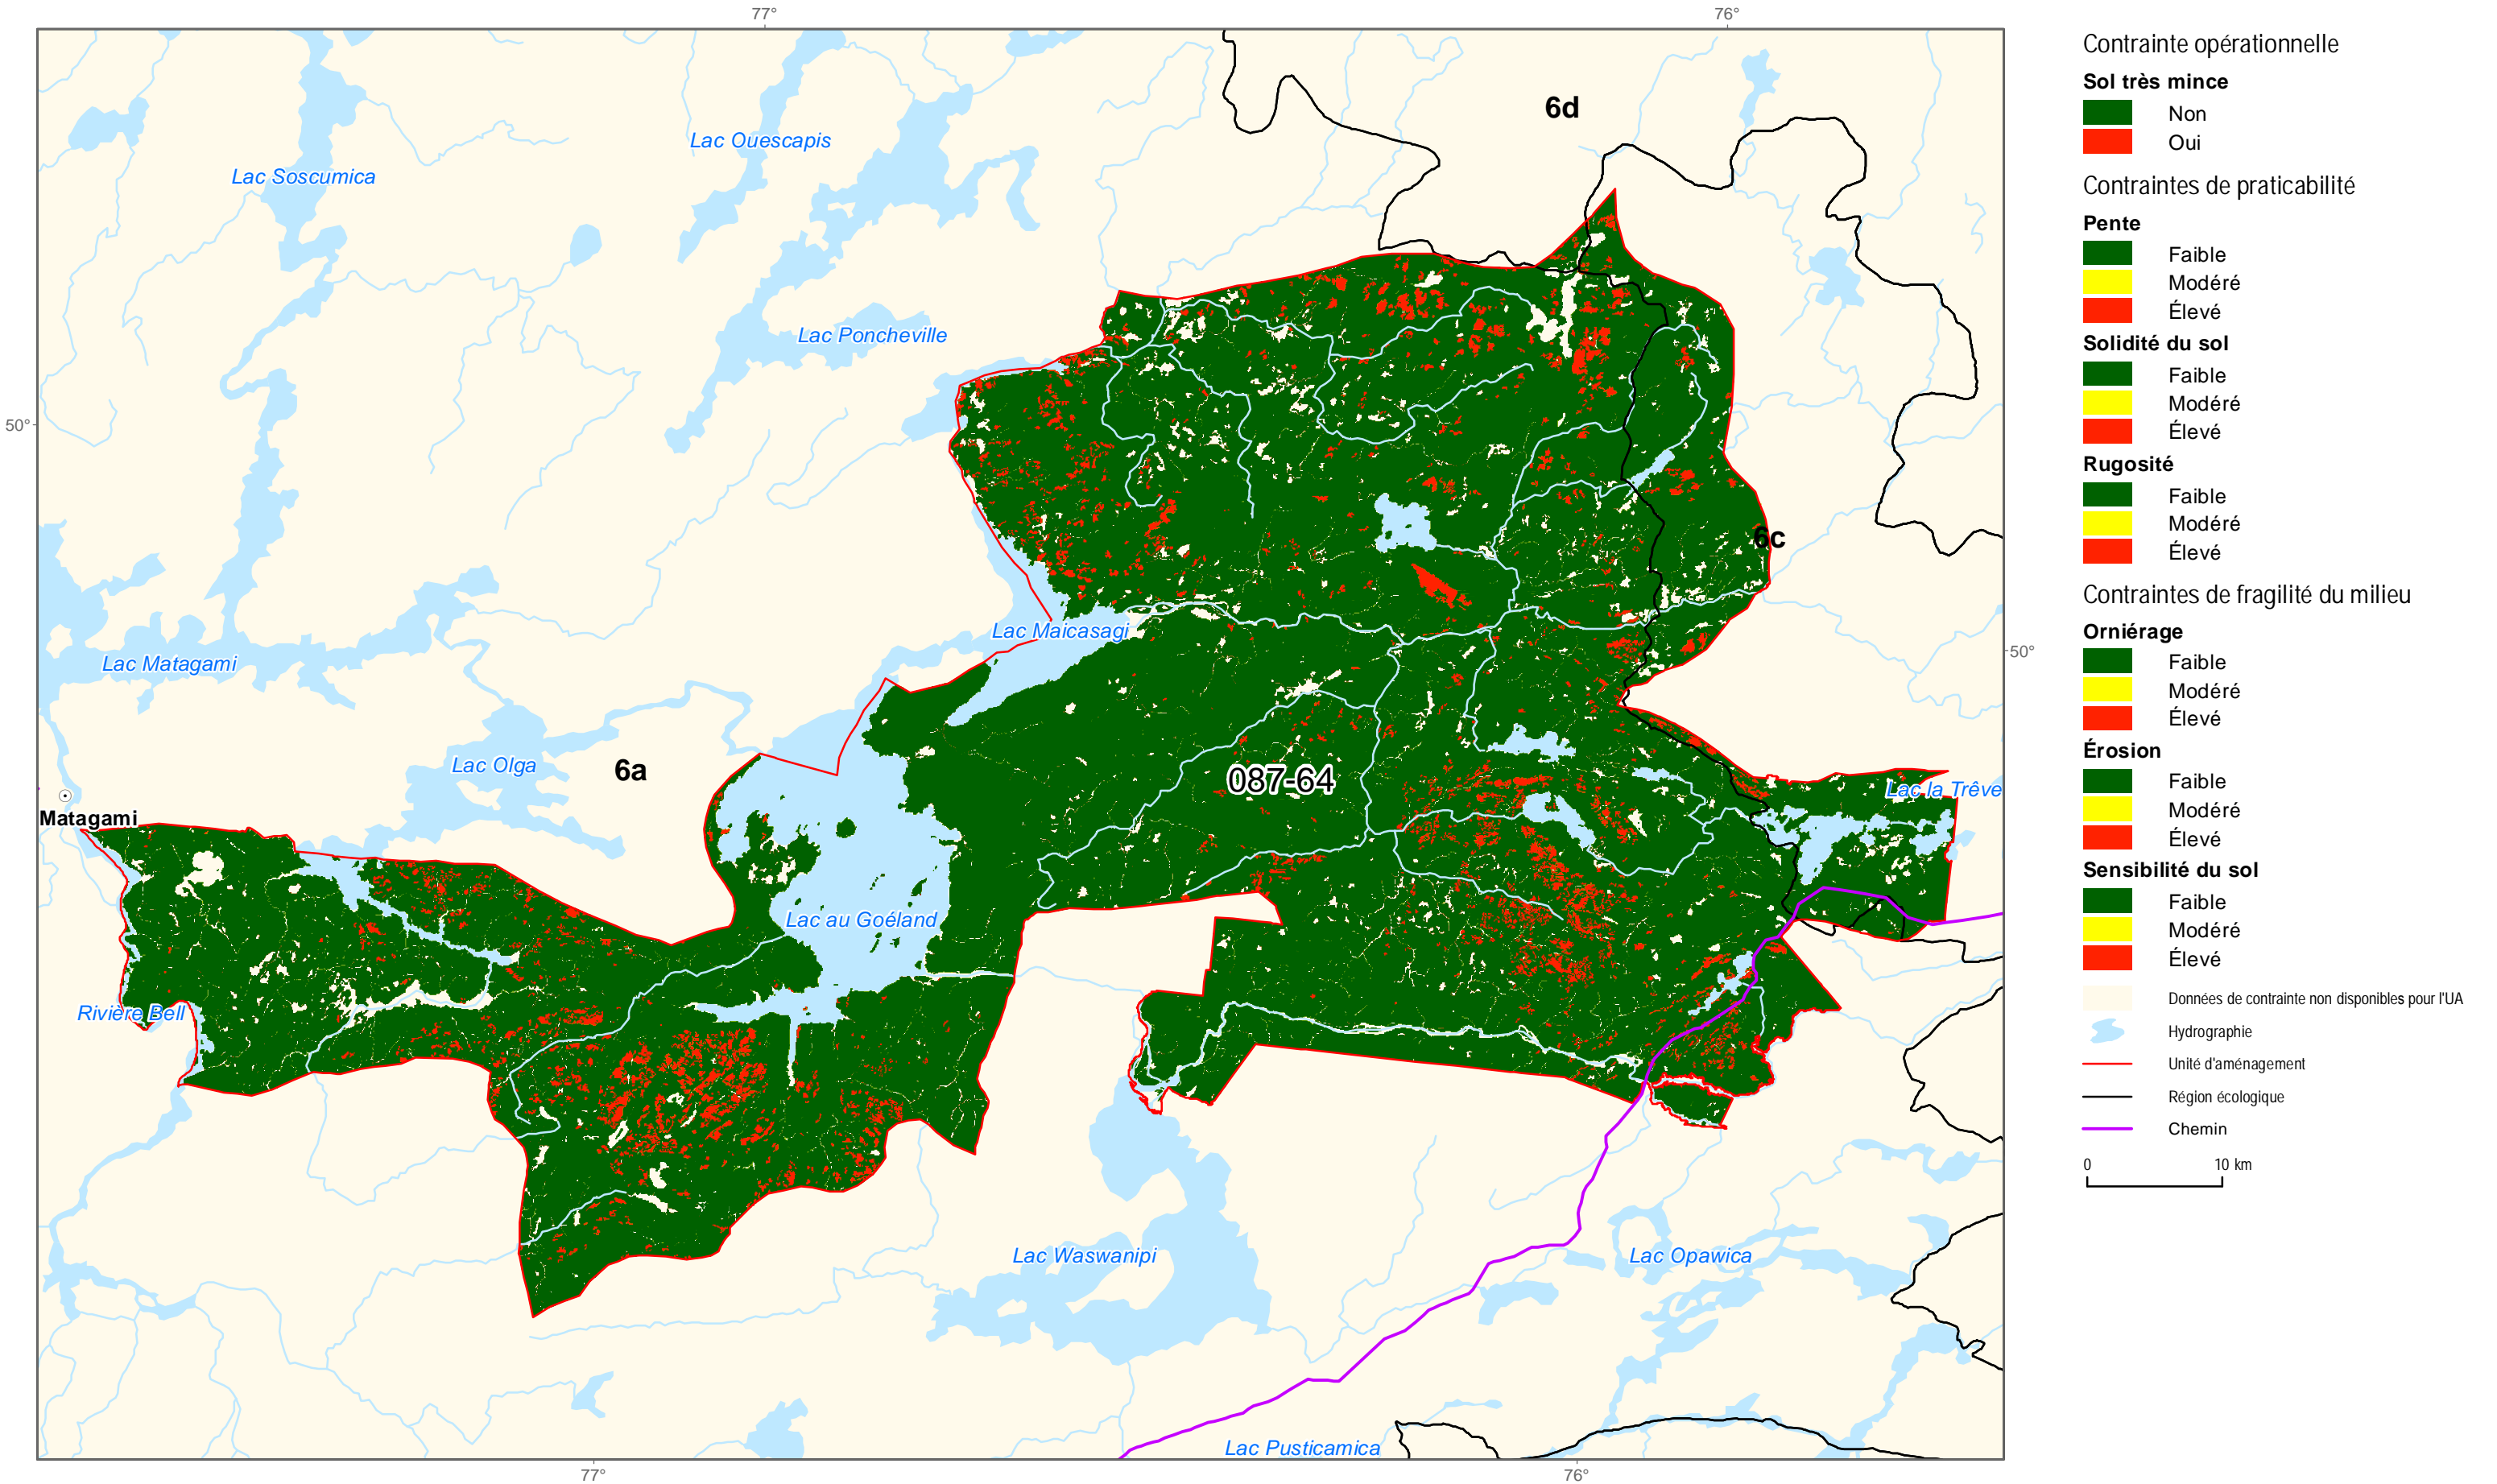 77°
76°
6d
Lac Ouescapis
Lac Soscumica
Lac Poncheville
50°
6c
Lac Maicasagi
50°
Lac Matagami
Lac Olga
6a
087-64
Lac la Trêve
Matagami
Lac au Goéland
Rivière Bell
Lac Waswanipi
Lac Opawica
Lac Pusticamica
77°
76°
Contrainte opérationnelle
Sol très mince
Non
Oui
Contraintes de praticabilité
Pente
Faible
Modéré
Élevé
Solidité du sol
Faible
Modéré
Élevé
Rugosité
Faible
Modéré
Élevé
Contraintes de fragilité du milieu
Orniérage
Faible
Modéré
Élevé
Érosion
Faible
Modéré
Élevé
Sensibilité du sol
Faible
Modéré
Élevé
Données de contrainte non disponibles pour l'UA
Hydrographie
Unité d'aménagement
Région écologique
Chemin
0 10 km